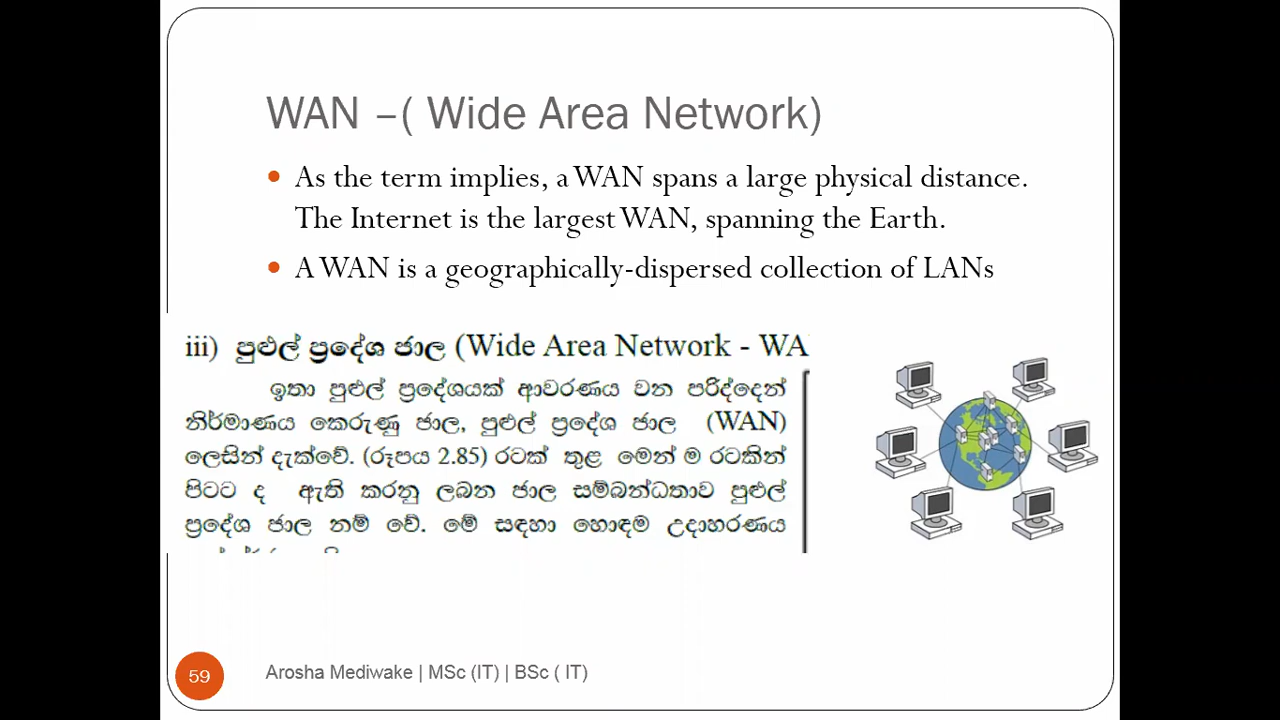 WAN –( Wide Area Network)
As the term implies, a WAN spans a large physical distance.
The Internet is the largest WAN, spanning the Earth.
A WAN is a geographically-dispersed collection of LANs
iii) පුළුල් ප්‍රදේශ ජාල (Wide Area Network - WA
ඉතා පුළුල් ප්‍රදේශයක් ආවරණය වන පරිද්දෙන්
නිර්මාණය කෙරුණු ජාල, පුළුල් ප්‍රදේශ ජාල (WAN)
ලෙසින් දැක්වේ. (රූපය 2.85) රටක් තුළ මෙන් ම රටකින්
පිටට ද ඇති කරනු ලබන ජාල සම්බන්ධතාව පුළුල්
ප්‍රදේශ ජාල නම් වේ. මේ සඳහා හොඳම උදාහරණය
59
Arosha Mediwake | MSc (IT) | BSc ( IT)